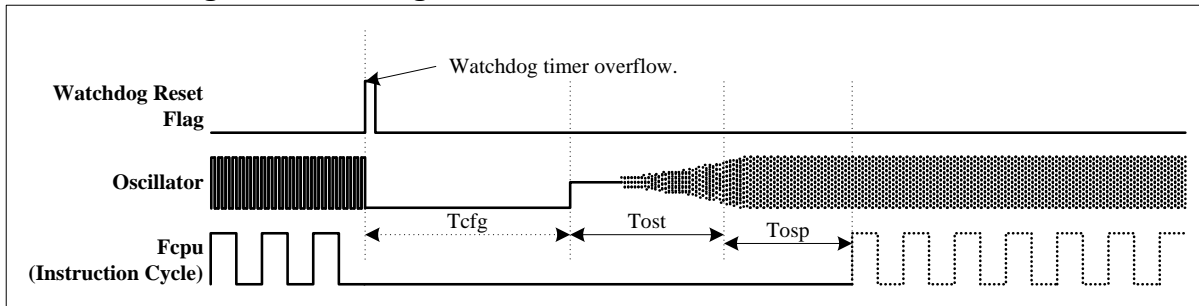 Watchdog timer overflow.
Watchdog Reset
Flag
Oscillator
Tcfg
Tost
Tosp
Fcpu
(Instruction Cycle)